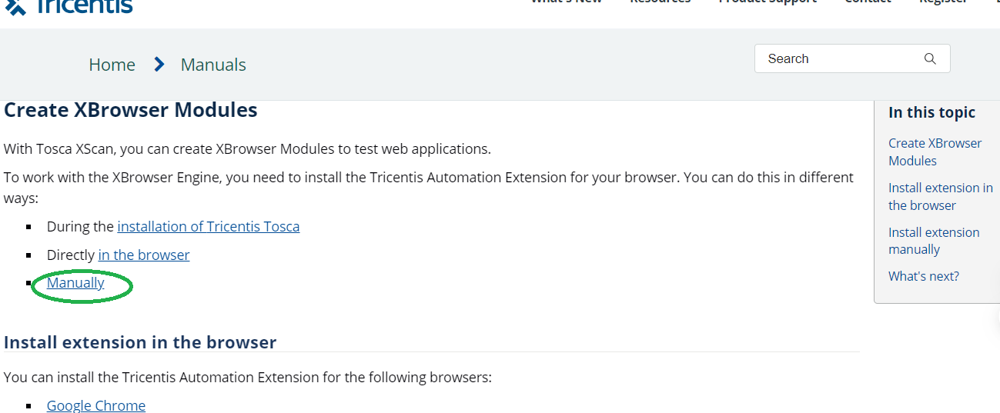 Tricentis
What's New Resources Product Support Contact Register
Home Manuals
Search
Create XBrowser Modules
With Tosca XScan, you can create XBrowser Modules to test web applications.
To work with the XBrowser Engine, you need to install the Tricentis Automation Extension for your browser. You can do this in different
ways:
During the installation of Tricentis Tosca
Directly in the browser
Manually
Install extension in the browser
You can install the Tricentis Automation Extension for the following browsers:
Google Chrome
In this topic
Create XBrowser
Modules
Install extension in
the browser
Install extension
manually
What's next?